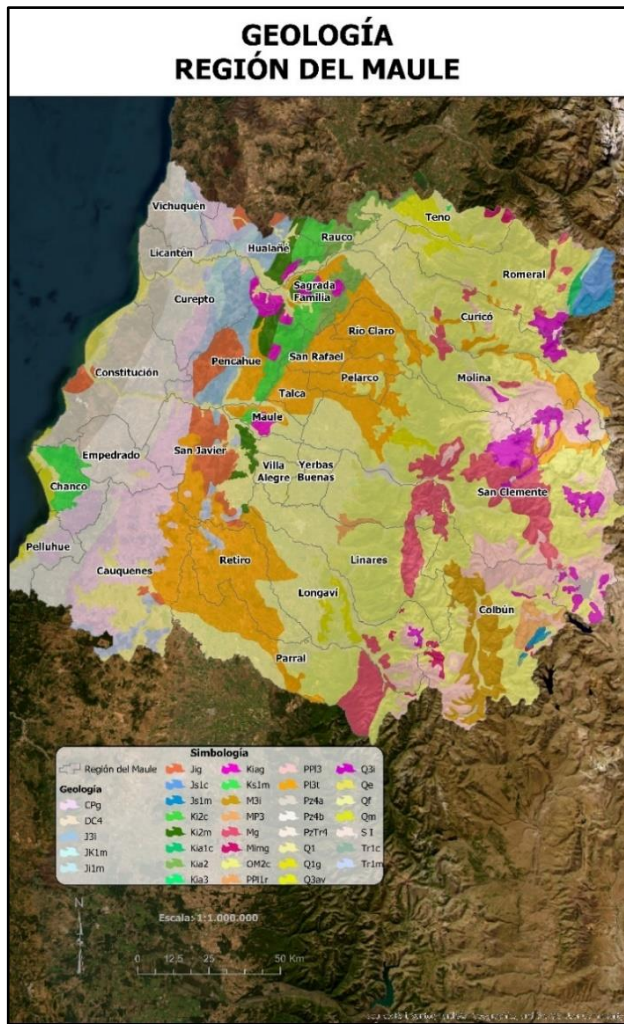 GEOLOGÍA
REGIÓN DEL MAULE
Vichuquén
Teno
Rauco
Hualañé
Licantén
Romeral
Sagrada
Familia
Curepto
Curicó
Río Claro
Pencahue
San Rafael
Constitución
Pelarco
Molina
Talca
Maule
San Javier
Empedrado
Villa
Alegre
Yerbas
Buenas
Chanco
San Clemente
Pelluhue
Cauquenes
Retiro
Linares
Longaví
Colbún
Parral
Simbología
Región del Maule
Geología
CPg
DC4
J3i
JK1m
Ji1m
Jig
Js1c
Js1m
Ki2c
Ki2m
Kia1c
Kia2
Kia3
Kiag
Ks1m
M3i
MP3
Mg
Mimg
OM2c
PPl1r
PPl3
Pl3t
Pz4a
Pz4b
PzTr4
Q1
Q1g
Q3av
Q3i
Qe
Qf
Qm
S I
Tr1c
Tr1m
N
Escala: 1:1.000.000
0 12,5 25 50 Km